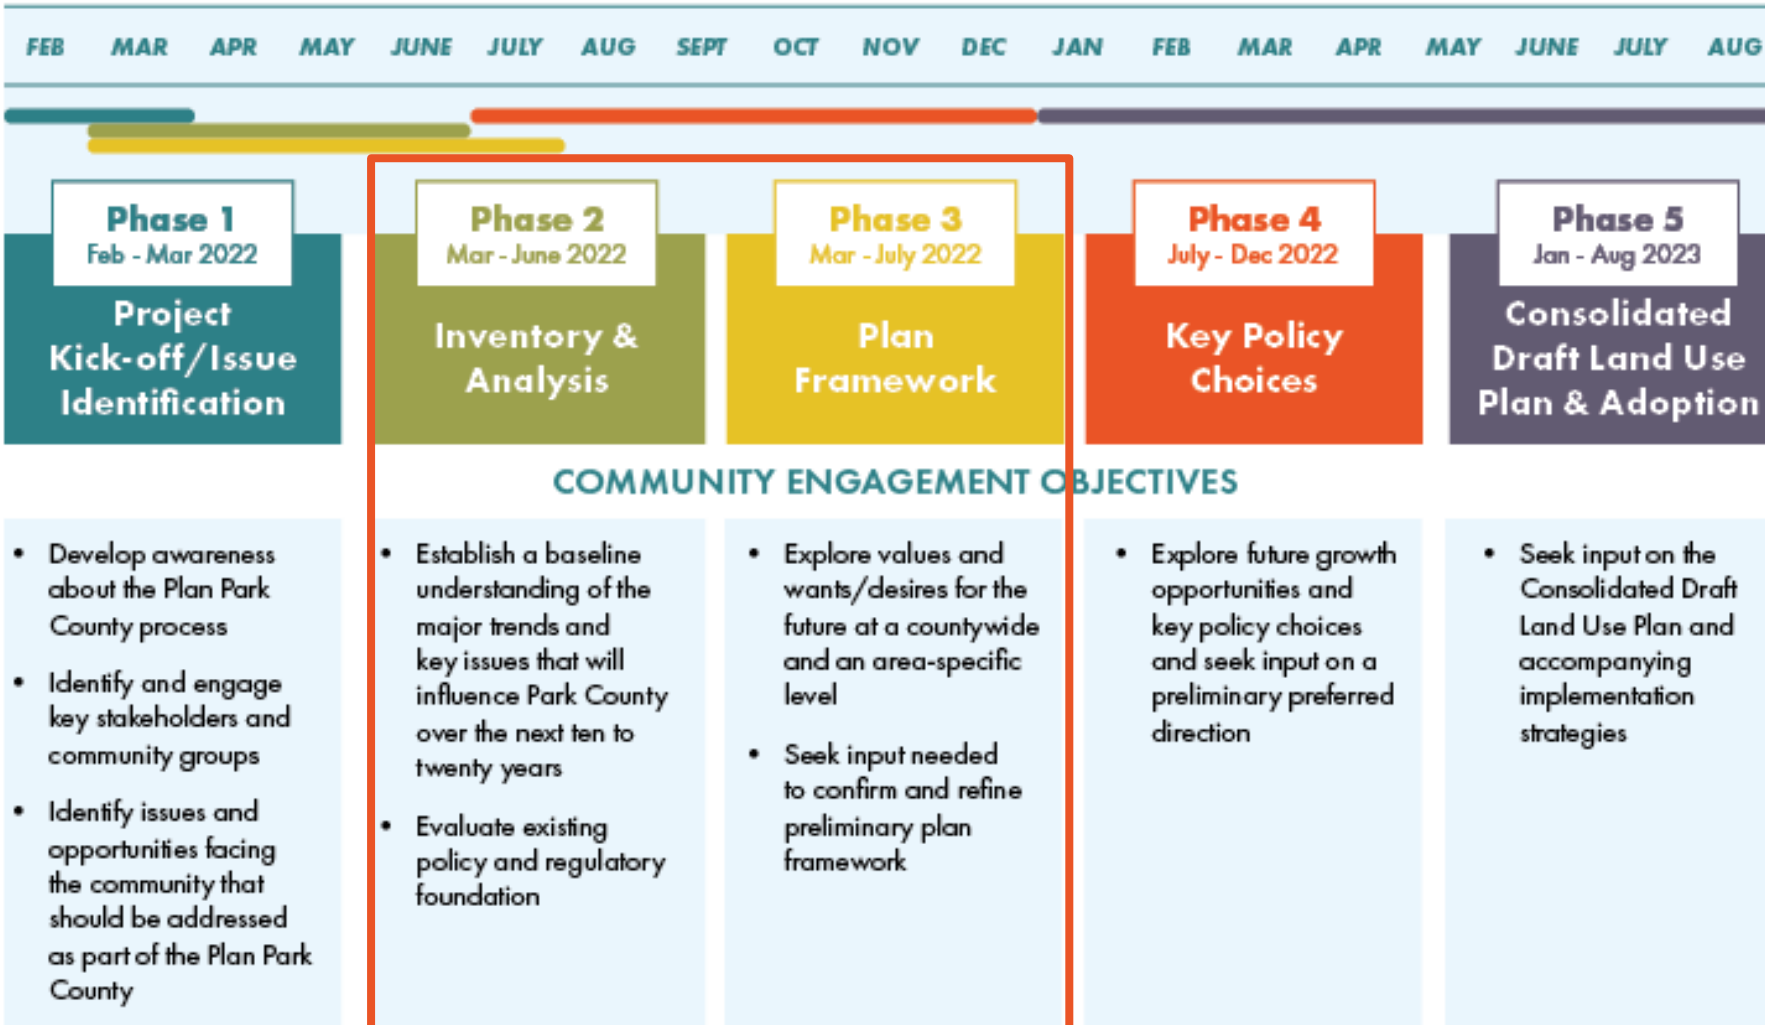 FEB MAR APR MAY JUNE JULY AUG SEPT OCT NOV DEC JAN FEB MAR APR MAY JUNE JULY AUG
Phase 1
Feb - Mar 2022
Project
Kick-off/Issue
Identification
Phase 2
Mar - June 2022
Inventory &
Analysis
Phase 3
Mar - July 2022
Plan
Framework
Phase 4
July - Dec 2022
Key Policy
Choices
Phase 5
Jan - Aug 2023
Consolidated
Draft Land Use
Plan & Adoption
COMMUNITY ENGAGEMENT OBJECTIVES
• Develop awareness
about the Plan Park
County process
• Identify and engage
key stakeholders and
community groups
• Identify issues and
opportunities facing
the community that
should be addressed
as part of the Plan Park
County
• Establish a baseline
understanding of the
major trends and
key issues that will
influence Park County
over the next ten to
twenty years
• Evaluate existing
policy and regulatory
foundation
• Explore values and
wants/desires for the
future at a countywide
and an area-specific
level
• Seek input needed
to confirm and refine
preliminary plan
framework
• Explore future growth
opportunities and
key policy choices
and seek input on a
preliminary preferred
direction
• Seek input on the
Consolidated Draft
Land Use Plan and
accompanying
implementation
strategies